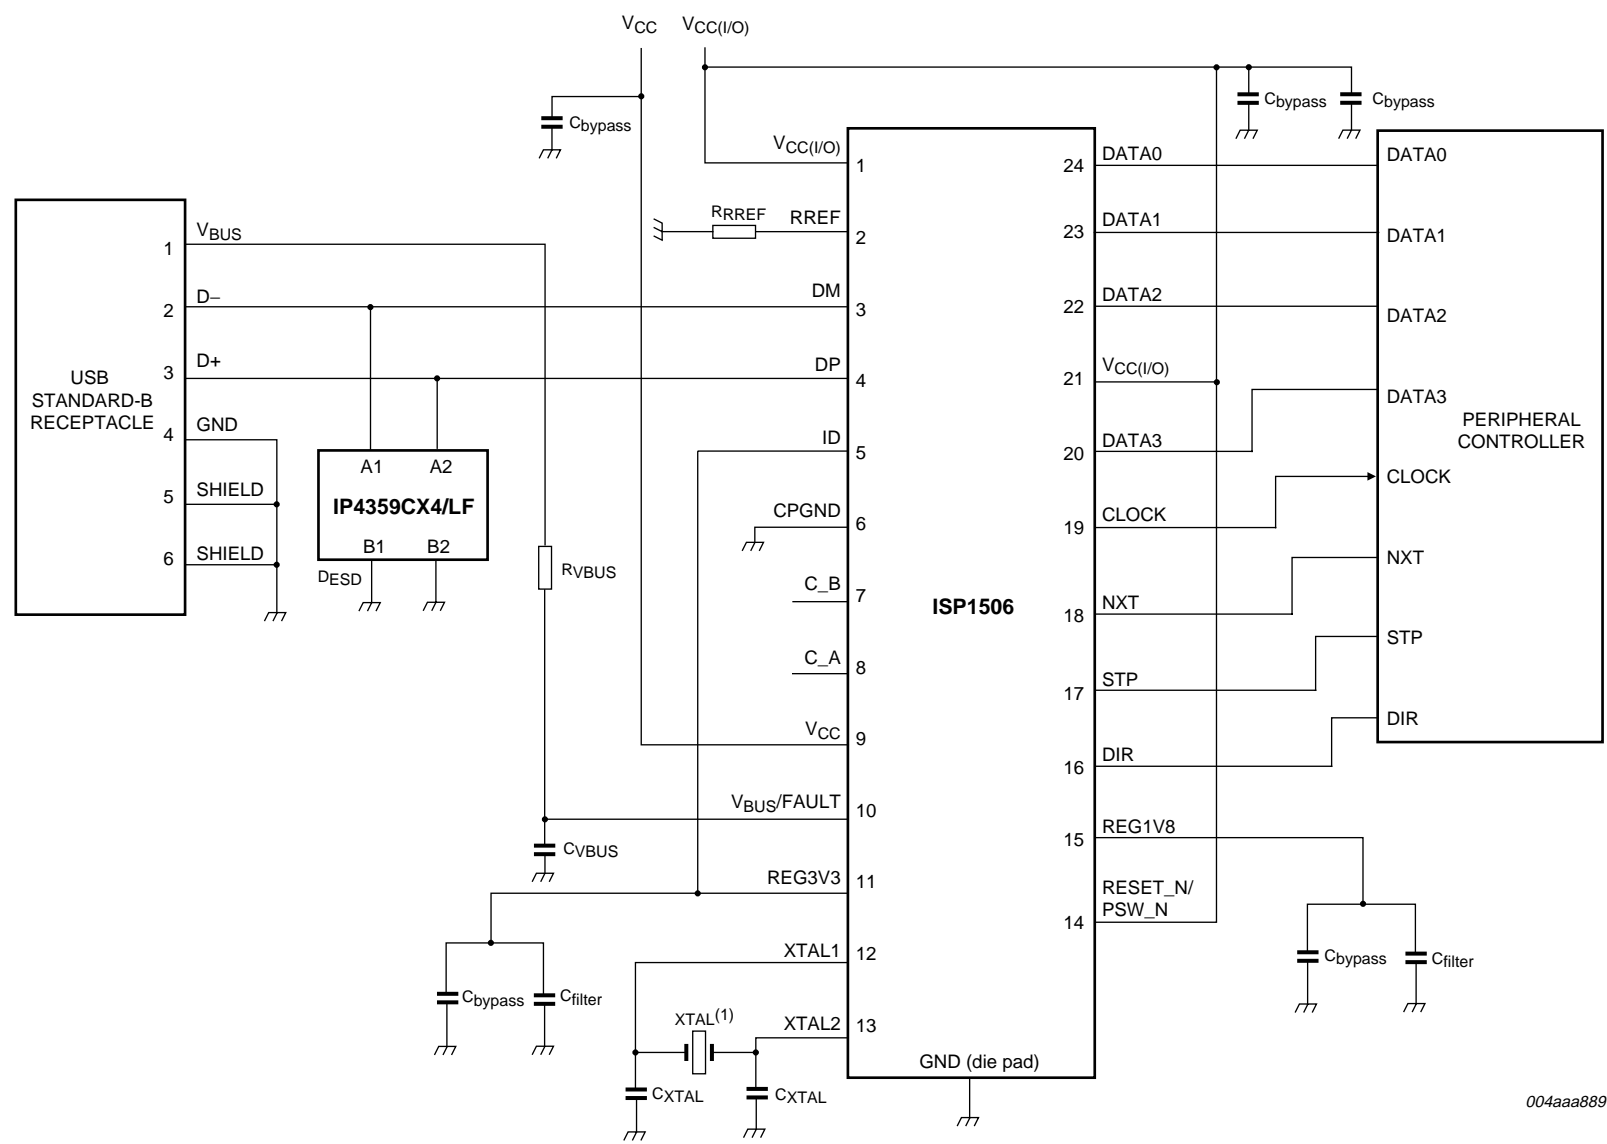 VCC
VCC(I/O)
Cbypass
Cbypass
Cbypass
USB
STANDARD-B
RECEPTACLE
1
VBUS
2
D−
3
D+
4
GND
5
SHIELD
6
SHIELD
A1
A2
IP4359CX4/LF
B1
B2
DESD
RVBUS
CVBUS
RRREF
VCC(I/O)
1
RREF
2
DM
3
DP
4
ID
5
CPGND
6
C_B
7
C_A
8
VCC
9
VBUS/FAULT
10
REG3V3
11
XTAL1
12
XTAL2
13
Cbypass
Cfilter
XTAL(1)
CXTAL
CXTAL
ISP1506
GND (die pad)
24
DATA0
23
DATA1
22
DATA2
21
VCC(I/O)
20
DATA3
19
CLOCK
18
NXT
17
STP
16
DIR
15
REG1V8
RESET_N/
PSW_N
14
Cbypass
Cfilter
DATA0
DATA1
DATA2
DATA3
PERIPHERAL
CONTROLLER
CLOCK
NXT
STP
DIR
004aaa889